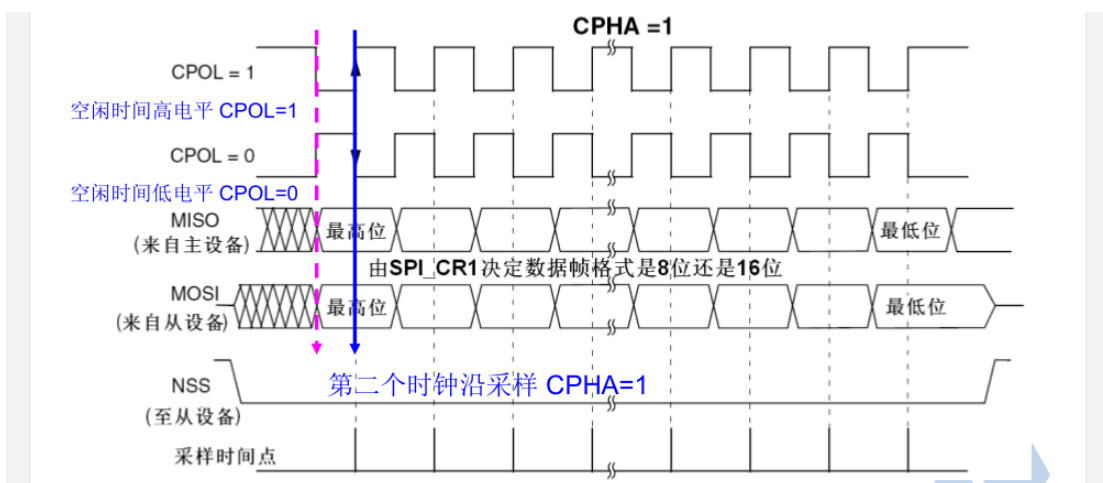 CPHA =1
CPOL = 1
空闲时间高电平 CPOL=1
CPOL = 0
空闲时间低电平 CPOL=0
MISO
(来自主设备)
最高位
最低位
由SPI_CR1决定数据帧格式是8位还是16位
MOSI
(来自从设备)
最高位
最低位
第二个时钟沿采样 CPHA=1
NSS
(至从设备)
采样时间点